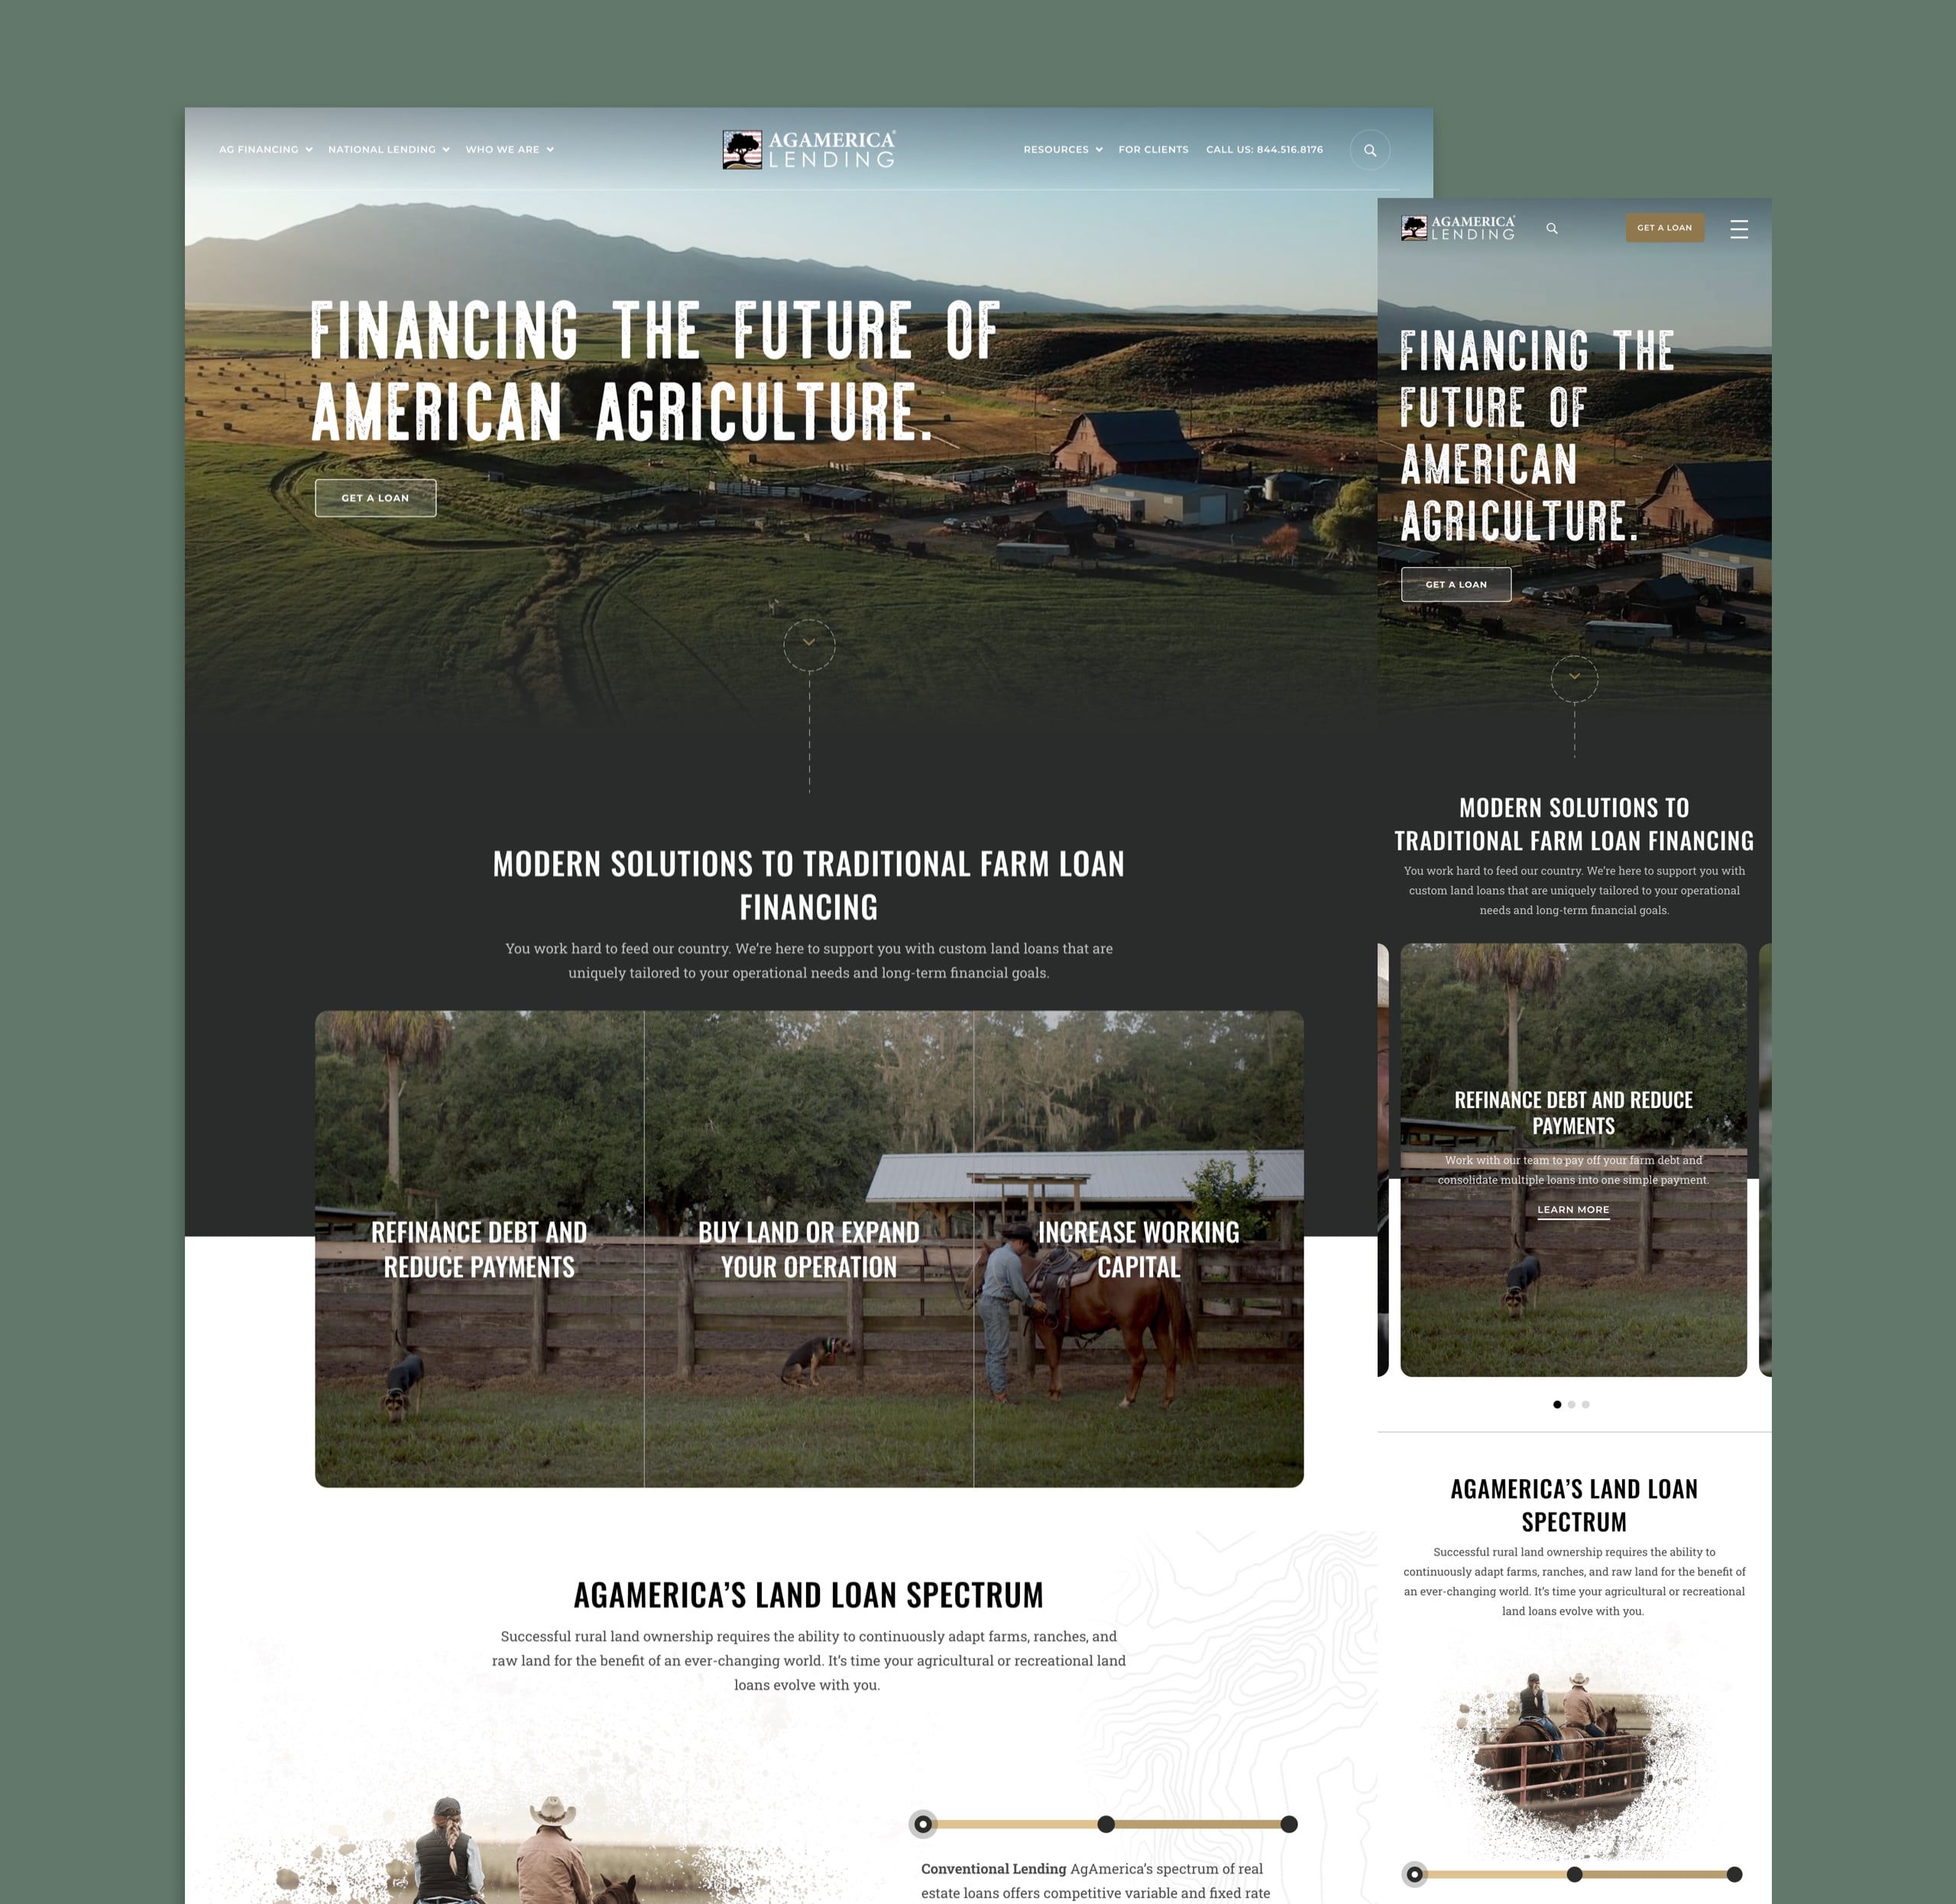 AG FINANCING
NATIONAL LENDING
WHO WE ARE
AGAMERICA®
LENDING
RESOURCES
FOR CLIENTS
CALL US: 844.516.8176
FINANCING THE FUTURE OF
AMERICAN AGRICULTURE.
GET A LOAN
MODERN SOLUTIONS TO TRADITIONAL FARM LOAN
FINANCING
You work hard to feed our country. We’re here to support you with custom land loans that are
uniquely tailored to your operational needs and long-term financial goals.
REFINANCE DEBT AND
REDUCE PAYMENTS
BUY LAND OR EXPAND
YOUR OPERATION
INCREASE WORKING
CAPITAL
AGAMERICA’S LAND LOAN SPECTRUM
Successful rural land ownership requires the ability to continuously adapt farms, ranches, and
raw land for the benefit of an ever-changing world. It’s time your agricultural or recreational land
loans evolve with you.
Conventional Lending AgAmerica’s spectrum of real
estate loans offers competitive variable and fixed rate
AGAMERICA®
LENDING
GET A LOAN
FINANCING THE
FUTURE OF
AMERICAN
AGRICULTURE.
GET A LOAN
MODERN SOLUTIONS TO
TRADITIONAL FARM LOAN FINANCING
You work hard to feed our country. We’re here to support you with
custom land loans that are uniquely tailored to your operational
needs and long-term financial goals.
REFINANCE DEBT AND REDUCE
PAYMENTS
Work with our team to pay off your farm debt and
consolidate multiple loans into one simple payment.
LEARN MORE
AGAMERICA’S LAND LOAN
SPECTRUM
Successful rural land ownership requires the ability to
continuously adapt farms, ranches, and raw land for the benefit of
an ever-changing world. It’s time your agricultural or recreational
land loans evolve with you.